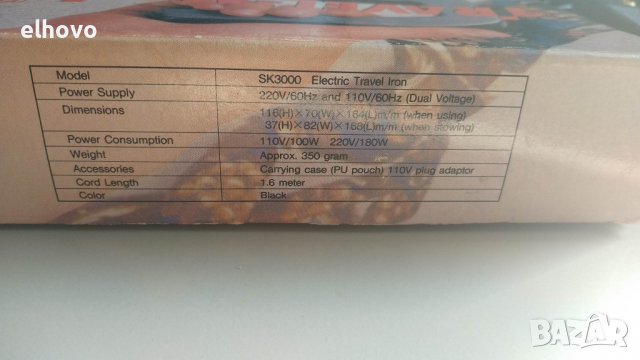 elhovo
Model SK3000 Electric Travel Iron
Power Supply 220V/60Hz and 110V/60Hz (Dual Voltage)
Dimensions 116(H)×70(W)×164(L)m/m (when using)
37(H)×82(W)×168(L)m/m (when stowing)
Power Consumption 110V/100W 220V/180W
Weight Approx. 350 gram
Accessories Carrying case (PU pouch) 110V plug adaptor
Cord Length 1.6 meter
Color Black
BAZAR